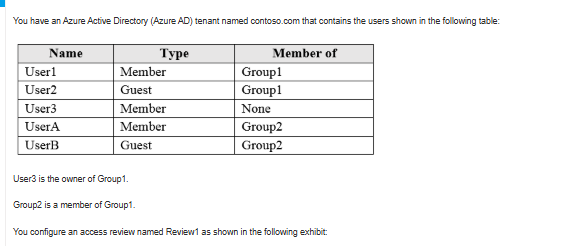 You have an Azure Active Directory (Azure AD) tenant named contoso.com that contains the users shown in the following table:
Name Type Member of
User1 Member Group1
User2 Guest Group1
User3 Member None
UserA Member Group2
UserB Guest Group2
User3 is the owner of Group1.
Group2 is a member of Group1.
You configure an access review named Review1 as shown in the following exhibit: